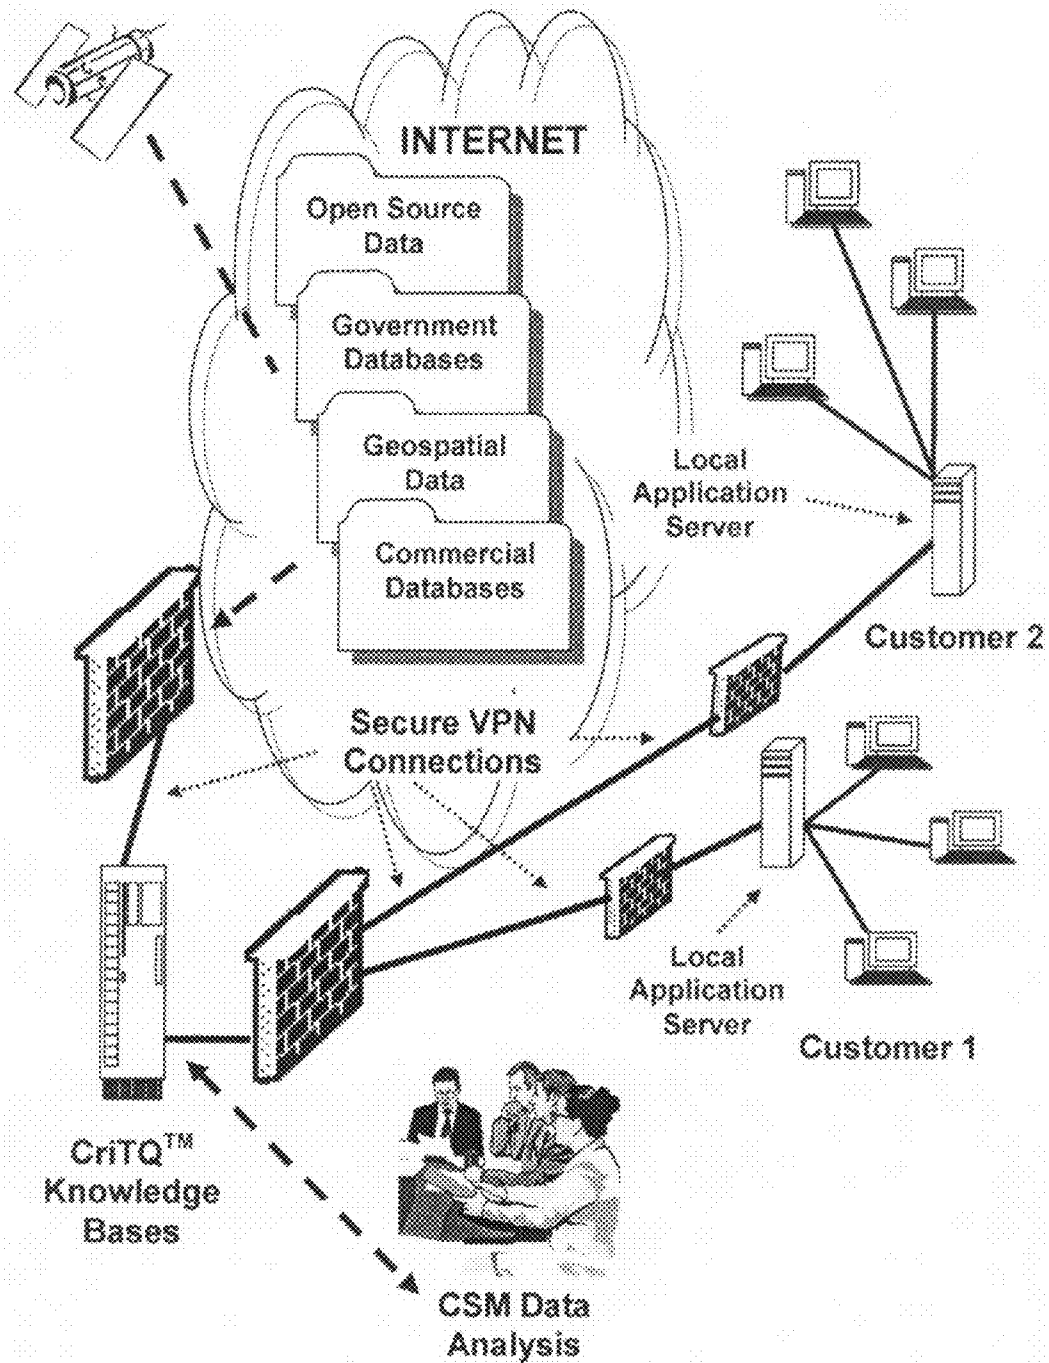 INTERNET
Open Source
Data
Government
Databases
Geospatial
Data
Commercial
Databases
Local
Application
Server
Customer 2
Secure VPN
Connections
Local
Application
Server
Customer 1
CriTQ™
Knowledge
Bases
CSM Data
Analysis